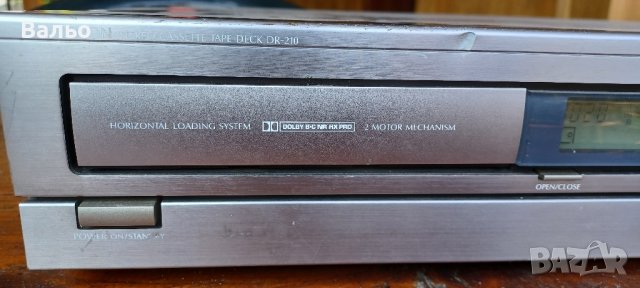 Вальо
CASSETTE TAPE DECK DR-210
HORIZONTAL LOADING SYSTEM
DOLBY B-C NR HX PRO
2 MOTOR MECHANISM
OPEN/CLOSE
POWER ON/STANDBY
BAZAR